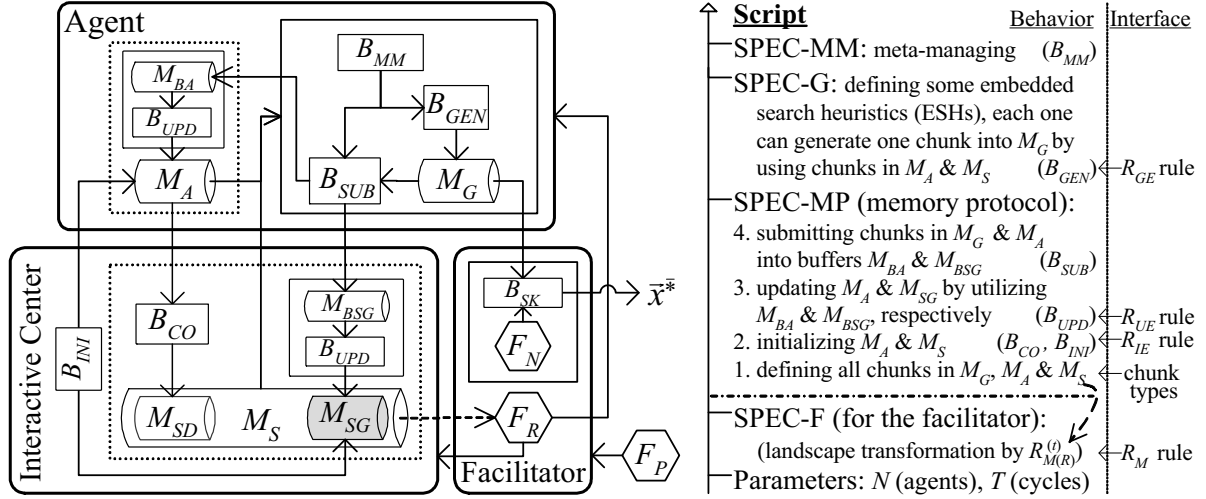 Agent
M_BA
B_UPD
M_A
B_MM
B_GEN
B_SUB
M_G
Interactive Center
B_INI
B_CO
M_BSG
B_UPD
M_SD
M_S
M_SG
B_SK
F_N
F_R
Facilitator
F_P
x̄^*̄
Script
Behavior
Interface
SPEC-MM: meta-managing (B_MM)
SPEC-G: defining some embedded
search heuristics (ESHs), each one
can generate one chunk into M_G by
using chunks in M_A & M_S (B_GEN)
R_GE rule
SPEC-MP (memory protocol):
4. submitting chunks in M_G & M_A
into buffers M_BA & M_BSG (B_SUB)
3. updating M_A & M_SG by utilizing
M_BA & M_BSG, respectively (B_UPD)
R_UE rule
2. initializing M_A & M_S (B_CO, B_INI)
R_IE rule
1. defining all chunks in M_G, M_A & M_S
chunk
types
SPEC-F (for the facilitator):
(landscape transformation by R_M(R)^(t))
R_M rule
Parameters: N (agents), T (cycles)